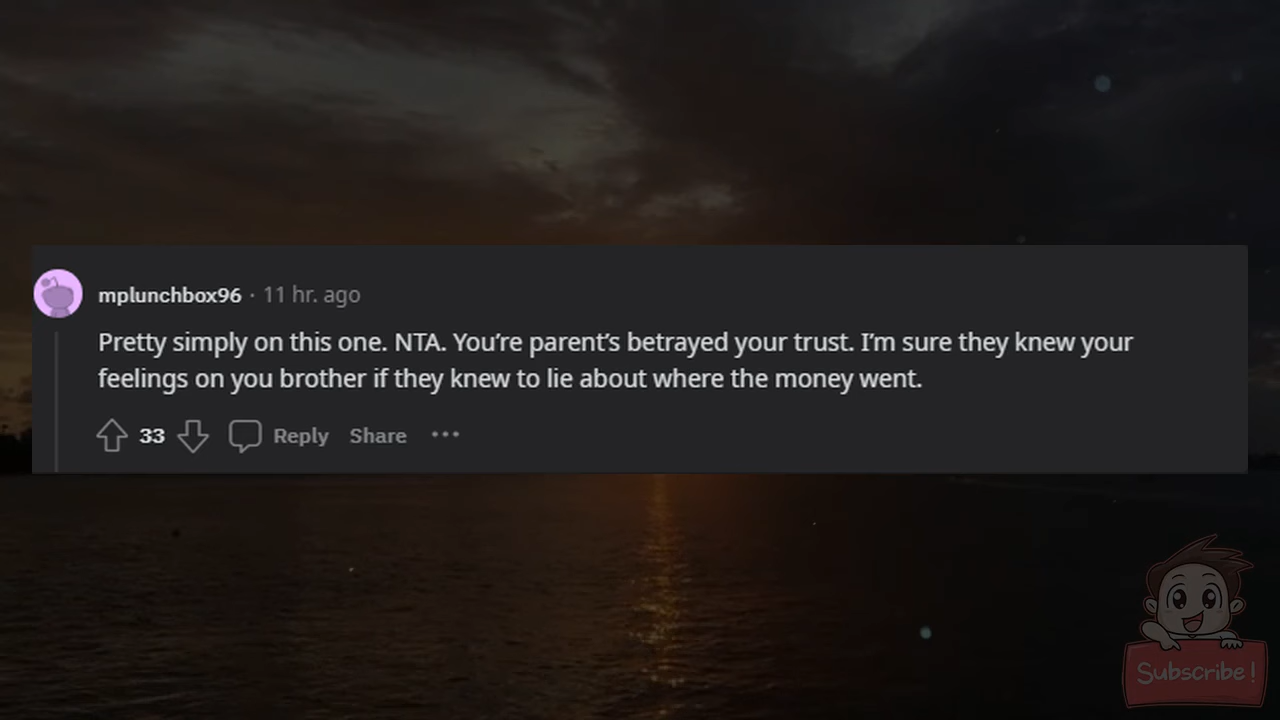 mplunchbox96 · 11 hr. ago
Pretty simply on this one. NTA. You’re parent’s betrayed your trust. I’m sure they knew your
feelings on you brother if they knew to lie about where the money went.
33 Reply Share ···
Subscribe!